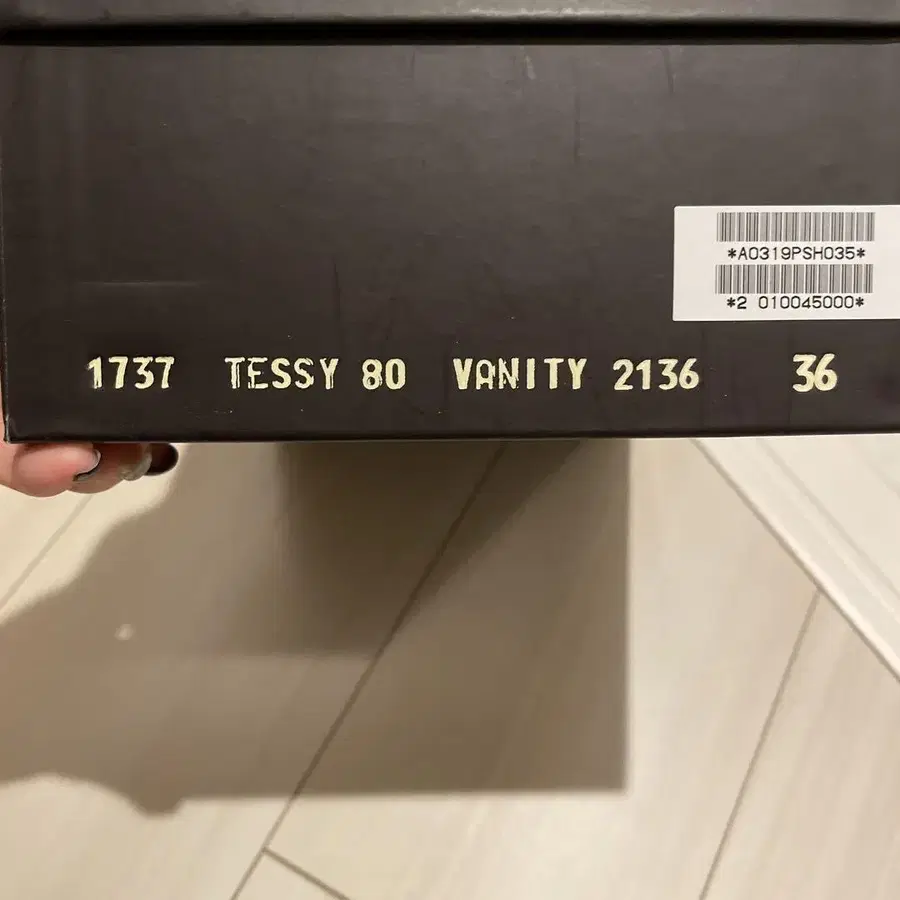 *A0319PSH035*
*2 010045000*
1737 TESSY 80 VANITY 2136 36